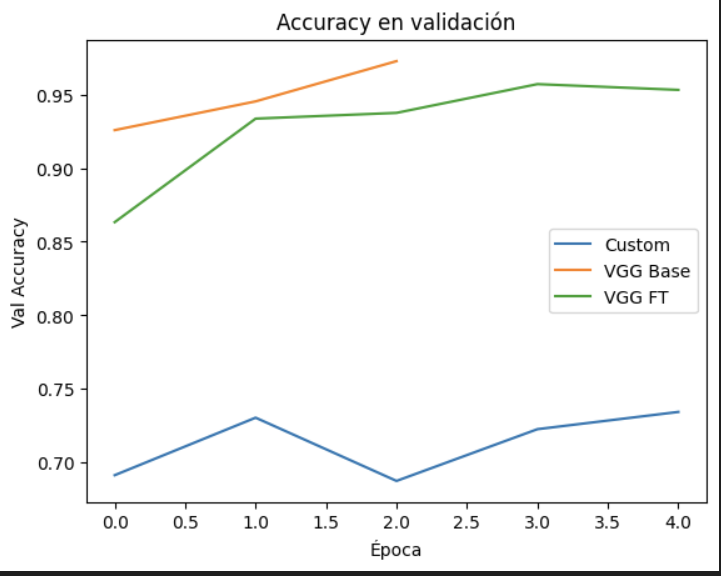 Accuracy en validación
Val Accuracy
0.95
0.90
0.85
0.80
0.75
0.70
Custom
VGG Base
VGG FT
0.0 0.5 1.0 1.5 2.0 2.5 3.0 3.5 4.0
Época